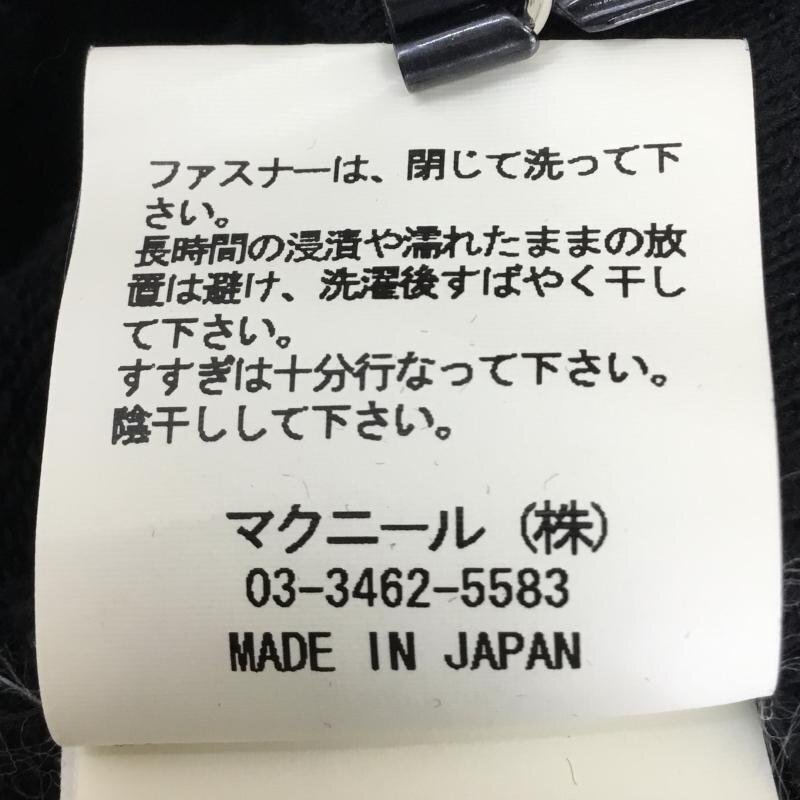 ファスナーは、閉じて洗って下
さい。
長時間の浸漬や濡れたままの放
置は避け、洗濯後すばやく干し
て下さい。
すすぎは十分行なって下さい。
陰干しして下さい。
マクニール(株)
03-3462-5583
MADE IN JAPAN